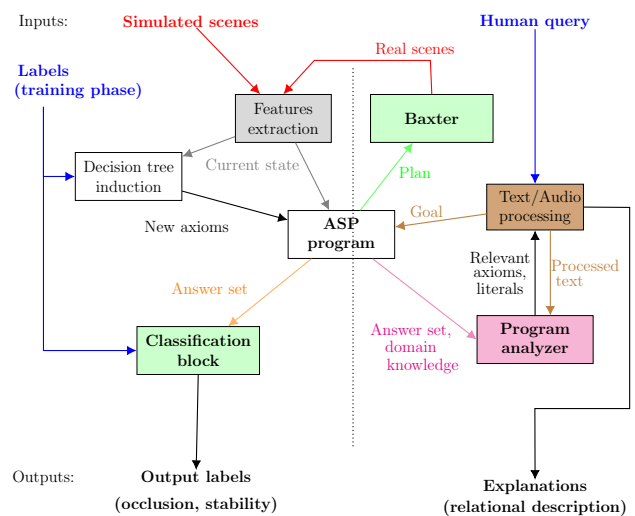 Inputs:
Simulated scenes
Human query
Real scenes
Labels
(training phase)
Features
extraction
Baxter
Current state
Decision tree
induction
Plan
Text/Audio
processing
New axioms
ASP
program
Goal
Relevant
axioms,
literals
Processed
text
Answer set
Answer set,
domain
knowledge
Classification
block
Program
analyzer
Outputs:
Output labels
(occlusion, stability)
Explanations
(relational description)